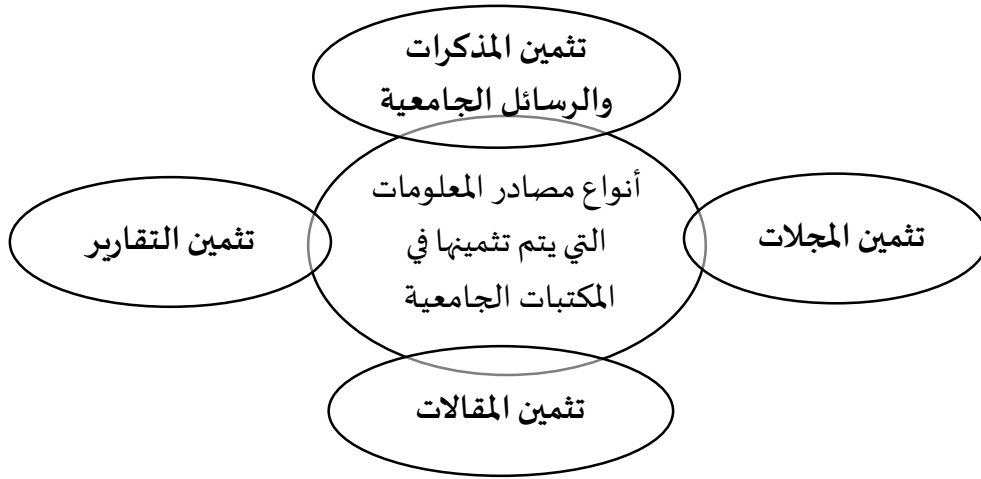 تثمين المذكرات
والرسائل الجامعية
أنواع مصادر المعلومات
التي يتم تثمينها في
المكتبات الجامعية
تثمين المجلات
تثمين التقارير
تثمين المقالات